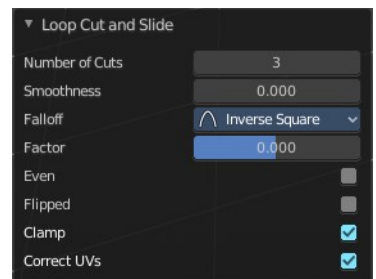 Loop Cut and Slide
Number of Cuts 3
Smoothness 0.000
Falloff Inverse Square
Factor 0.000
Even
Flipped
Clamp
Correct UVs